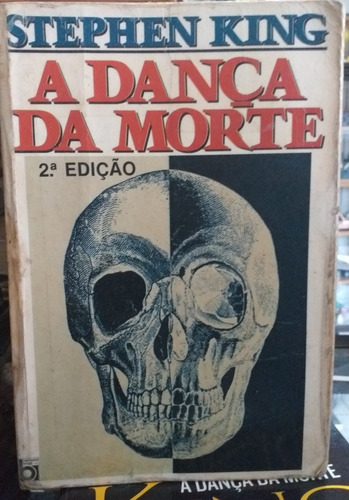 STEPHEN KING
A DANÇA
DA MORTE
2ª EDIÇÃO
A DANÇA DA MORTE